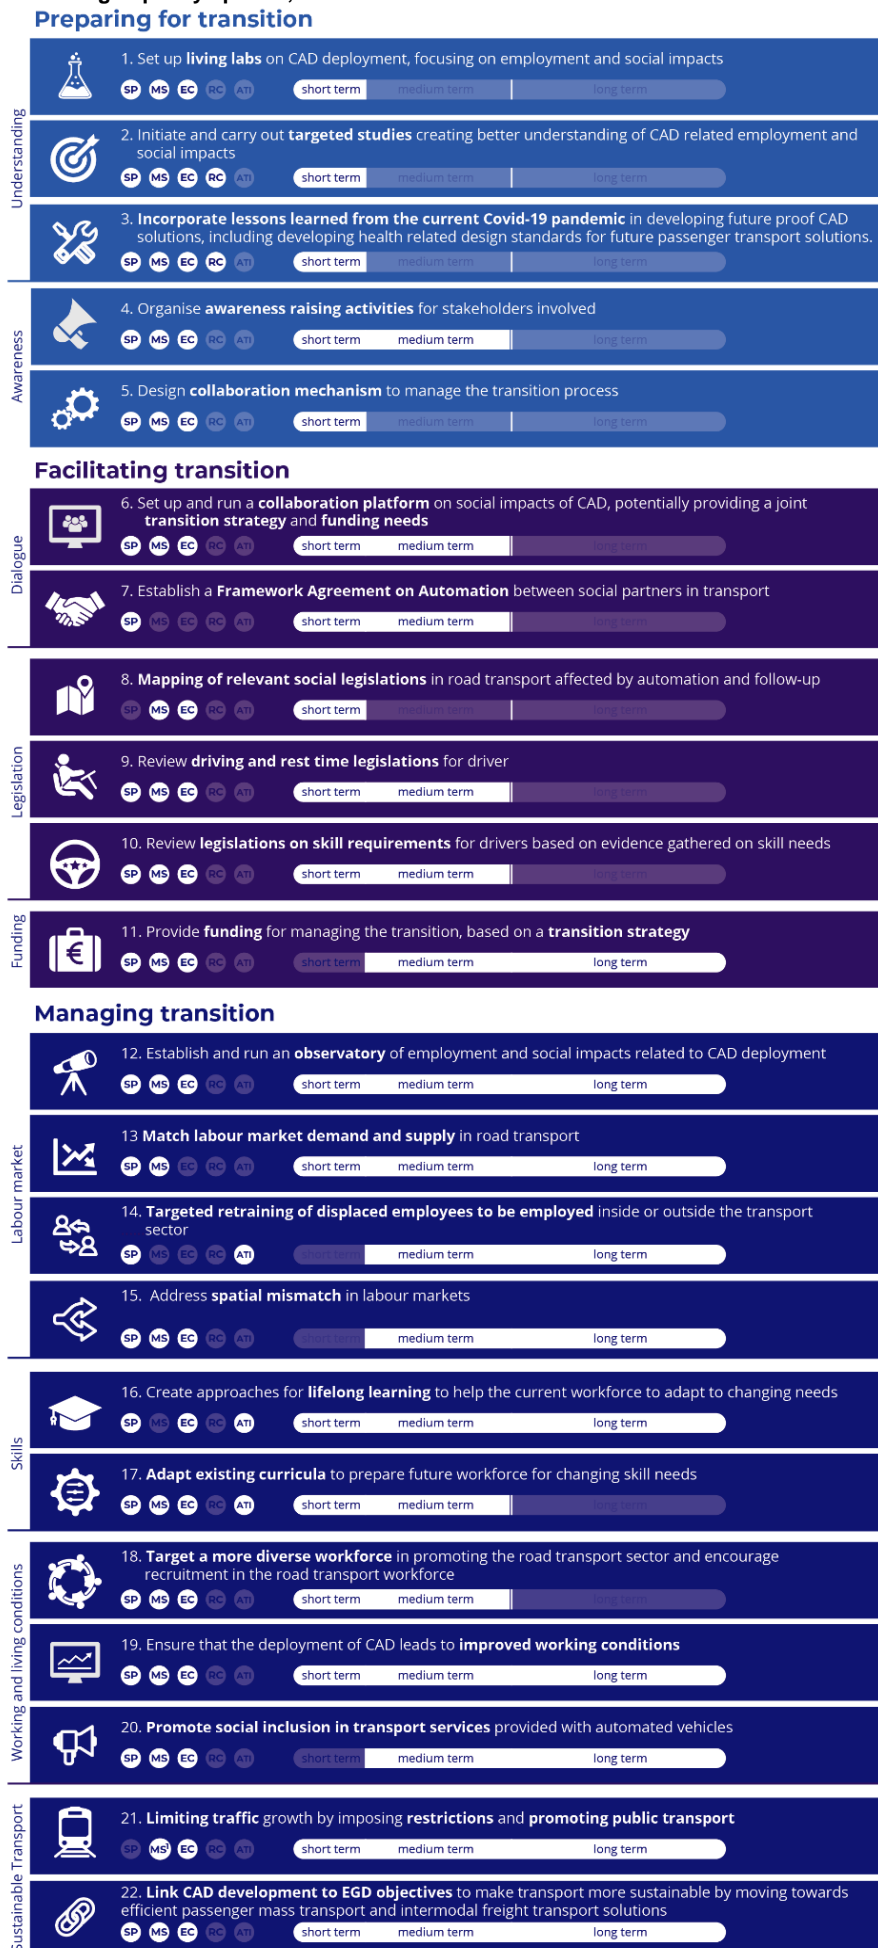 Preparing for transition
Understanding
1. Set up living labs on CAD deployment, focusing on employment and social impacts
SP MS EC RC ATI short term medium term long term
2. Initiate and carry out targeted studies creating better understanding of CAD related employment and
social impacts
SP MS EC RC ATI short term medium term long term
3. Incorporate lessons learned from the current Covid-19 pandemic in developing future proof CAD
solutions, including developing health related design standards for future passenger transport solutions.
SP MS EC RC ATI short term medium term long term
Awareness
4. Organise awareness raising activities for stakeholders involved
SP MS EC RC ATI short term medium term long term
5. Design collaboration mechanism to manage the transition process
SP MS EC RC ATI short term medium term long term
Facilitating transition
Dialogue
6. Set up and run a collaboration platform on social impacts of CAD, potentially providing a joint
transition strategy and funding needs
SP MS EC RC ATI short term medium term long term
7. Establish a Framework Agreement on Automation between social partners in transport
SP MS EC RC ATI short term medium term long term
Legislation
8. Mapping of relevant social legislations in road transport affected by automation and follow-up
SP MS EC RC ATI short term medium term long term
9. Review driving and rest time legislations for driver
SP MS EC RC ATI short term medium term long term
10. Review legislations on skill requirements for drivers based on evidence gathered on skill needs
SP MS EC RC ATI short term medium term long term
Funding
11. Provide funding for managing the transition, based on a transition strategy
SP MS EC RC ATI short term medium term long term
Managing transition
Labour market
12. Establish and run an observatory of employment and social impacts related to CAD deployment
SP MS EC RC ATI short term medium term long term
13 Match labour market demand and supply in road transport
SP MS EC RC ATI short term medium term long term
14. Targeted retraining of displaced employees to be employed inside or outside the transport
sector
SP MS EC RC ATI short term medium term long term
15. Address spatial mismatch in labour markets
SP MS EC RC ATI short term medium term long term
Skills
16. Create approaches for lifelong learning to help the current workforce to adapt to changing needs
SP MS EC RC ATI short term medium term long term
17. Adapt existing curricula to prepare future workforce for changing skill needs
SP MS EC RC ATI short term medium term long term
Working and living conditions
18. Target a more diverse workforce in promoting the road transport sector and encourage
recruitment in the road transport workforce
SP MS EC RC ATI short term medium term long term
19. Ensure that the deployment of CAD leads to improved working conditions
SP MS EC RC ATI short term medium term long term
20. Promote social inclusion in transport services provided with automated vehicles
SP MS EC RC ATI short term medium term long term
Sustainable Transport
21. Limiting traffic growth by imposing restrictions and promoting public transport
SP MS¹ EC RC ATI short term medium term long term
22. Link CAD development to EGD objectives to make transport more sustainable by moving towards
efficient passenger mass transport and intermodal freight transport solutions
SP MS EC RC ATI short term medium term long term